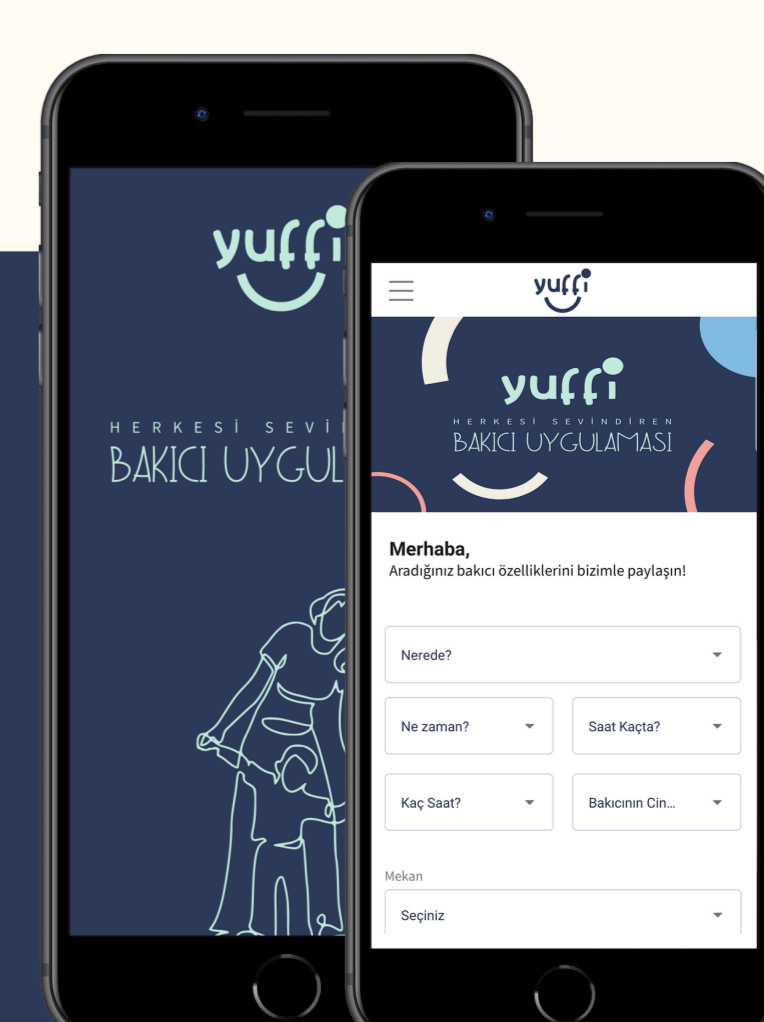 yuffi
HERKESİ SEVİ
BAKICI UYGUL
yuffi
yuffi
HERKESİ SEVİNDİREN
BAKICI UYGULAMASI
Merhaba,
Aradığınız bakıcı özelliklerini bizimle paylaşın!
Nerede?
Ne zaman?
Saat Kaçta?
Kaç Saat?
Bakıcının Cin...
Mekan
Seçiniz